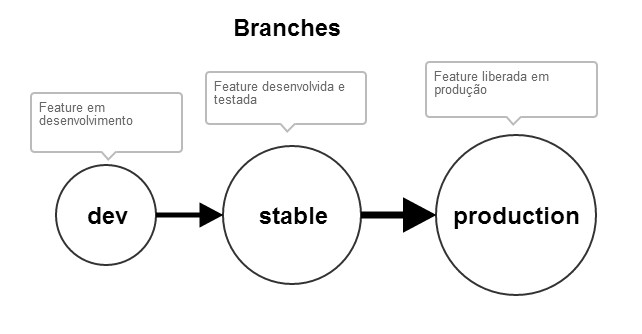 Branches
Feature em
desenvolvimento
Feature desenvolvida e
testada
Feature liberada em
produção
dev
stable
production